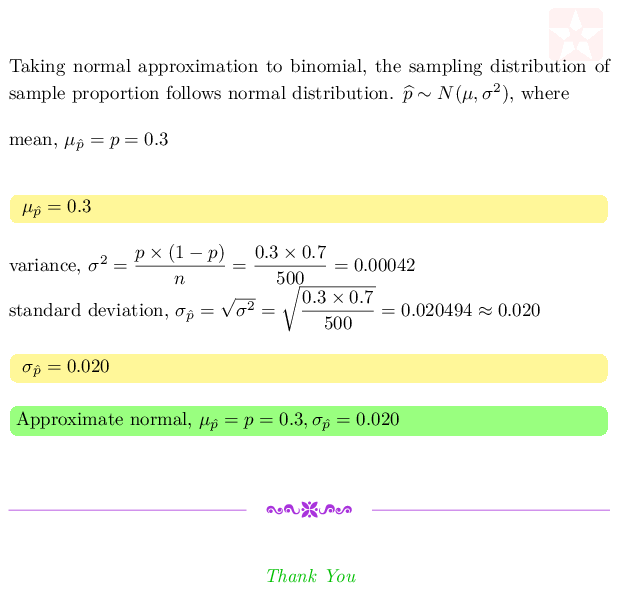 Taking normal approximation to binomial, the sampling distribution of
sample proportion follows normal distribution. $\widehat{p} \sim N(\mu, \sigma^2)$, where
mean, $\mu_{\hat{p}} = p = 0.3$
$\mu_{\hat{p}} = 0.3$
variance, $\sigma^2 = \dfrac{p \times (1-p)}{n} = \dfrac{0.3 \times 0.7}{500} = 0.00042$
standard deviation, $\sigma_{\hat{p}} = \sqrt{\sigma^2} = \sqrt{\dfrac{0.3 \times 0.7}{500}} = 0.020494 \approx 0.020$
$\sigma_{\hat{p}} = 0.020$
Approximate normal, $\mu_{\hat{p}} = p = 0.3, \sigma_{\hat{p}} = 0.020$
Thank You